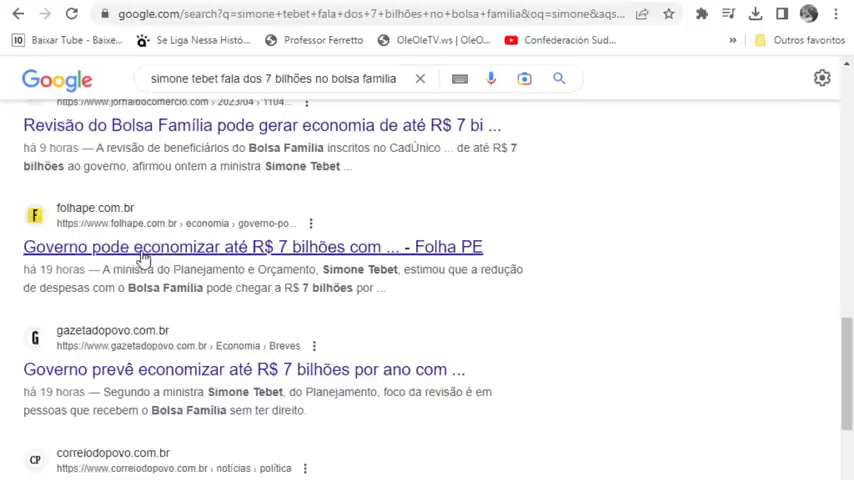 google.com/search?q=simone+tebet+fala+dos+7+bilhões+no+bolsa+familia&oq=simone&aqs...
Baixar Tube - Baixe...
Se Liga Nessa Histó...
Professor Ferretto
OleOleTV.ws | OleO...
Confederación Sud...
»
Outros favoritos
Google
simone tebet fala dos 7 bilhões no bolsa familia
https://www.jornaldocomercio.com › 2023/04 › 1104...
Revisão do Bolsa Família pode gerar economia de até R$ 7 bi ...
há 9 horas — A revisão de beneficiários do Bolsa Família inscritos no CadÚnico ... de até R$ 7
bilhões ao governo, afirmou ontem a ministra Simone Tebet ...
F
folhape.com.br
https://www.folhape.com.br › economia › governo-po...
Governo pode economizar até R$ 7 bilhões com ... - Folha PE
há 19 horas — A ministra do Planejamento e Orçamento, Simone Tebet, estimou que a redução
de despesas com o Bolsa Família pode chegar a R$ 7 bilhões por ...
G
gazetadopovo.com.br
https://www.gazetadopovo.com.br › Economia › Breves
Governo prevê economizar até R$ 7 bilhões por ano com ...
há 19 horas — Segundo a ministra Simone Tebet, do Planejamento, foco da revisão é em
pessoas que recebem o Bolsa Família sem ter direito.
CP
correiodopovo.com.br
https://www.correiodopovo.com.br › notícias › política